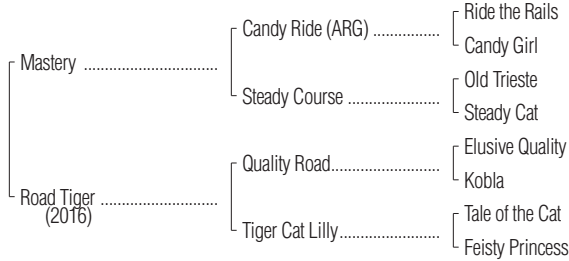 Ride the Rails
Candy Ride (ARG) ..................
Candy Girl
Mastery ................................
Old Trieste
Steady Course .........................
Steady Cat
Elusive Quality
Quality Road.............................
Kobla
Road Tiger ............................
(2016)
Tale of the Cat
Tiger Cat Lilly...........................
Feisty Princess